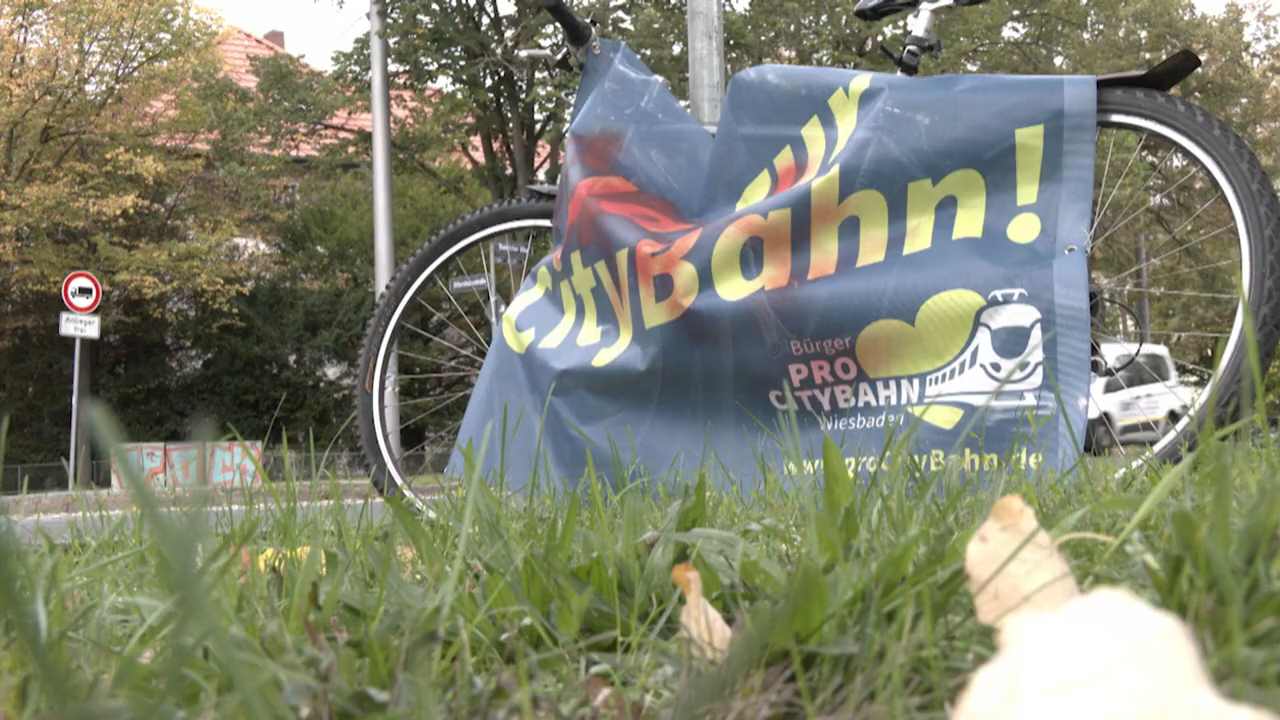 CityBahn!
Bürger
PRO
CITYBAHN
Wiesbaden
www.proCityBahn.de
Anlieger
frei